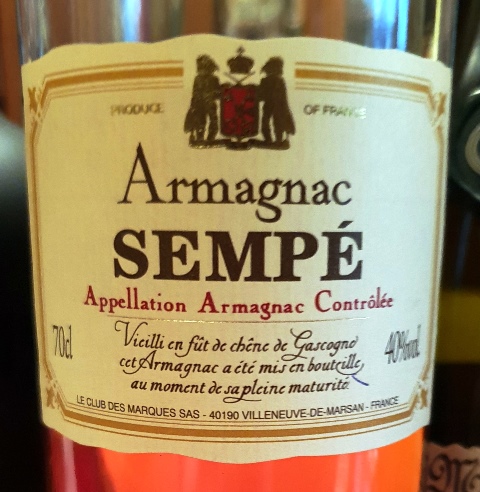 PRODUCE OF FRANCE
Armagnac
SEMPÉ
Appellation Armagnac Contrôlée
70cl
Vieilli en fût de chêne de Gascogne
cet Armagnac a été mis en bouteille
au moment de sa pleine maturité.
40%vol.
LE CLUB DES MARQUES SAS - 40190 VILLENEUVE-DE-MARSAN - FRANCE